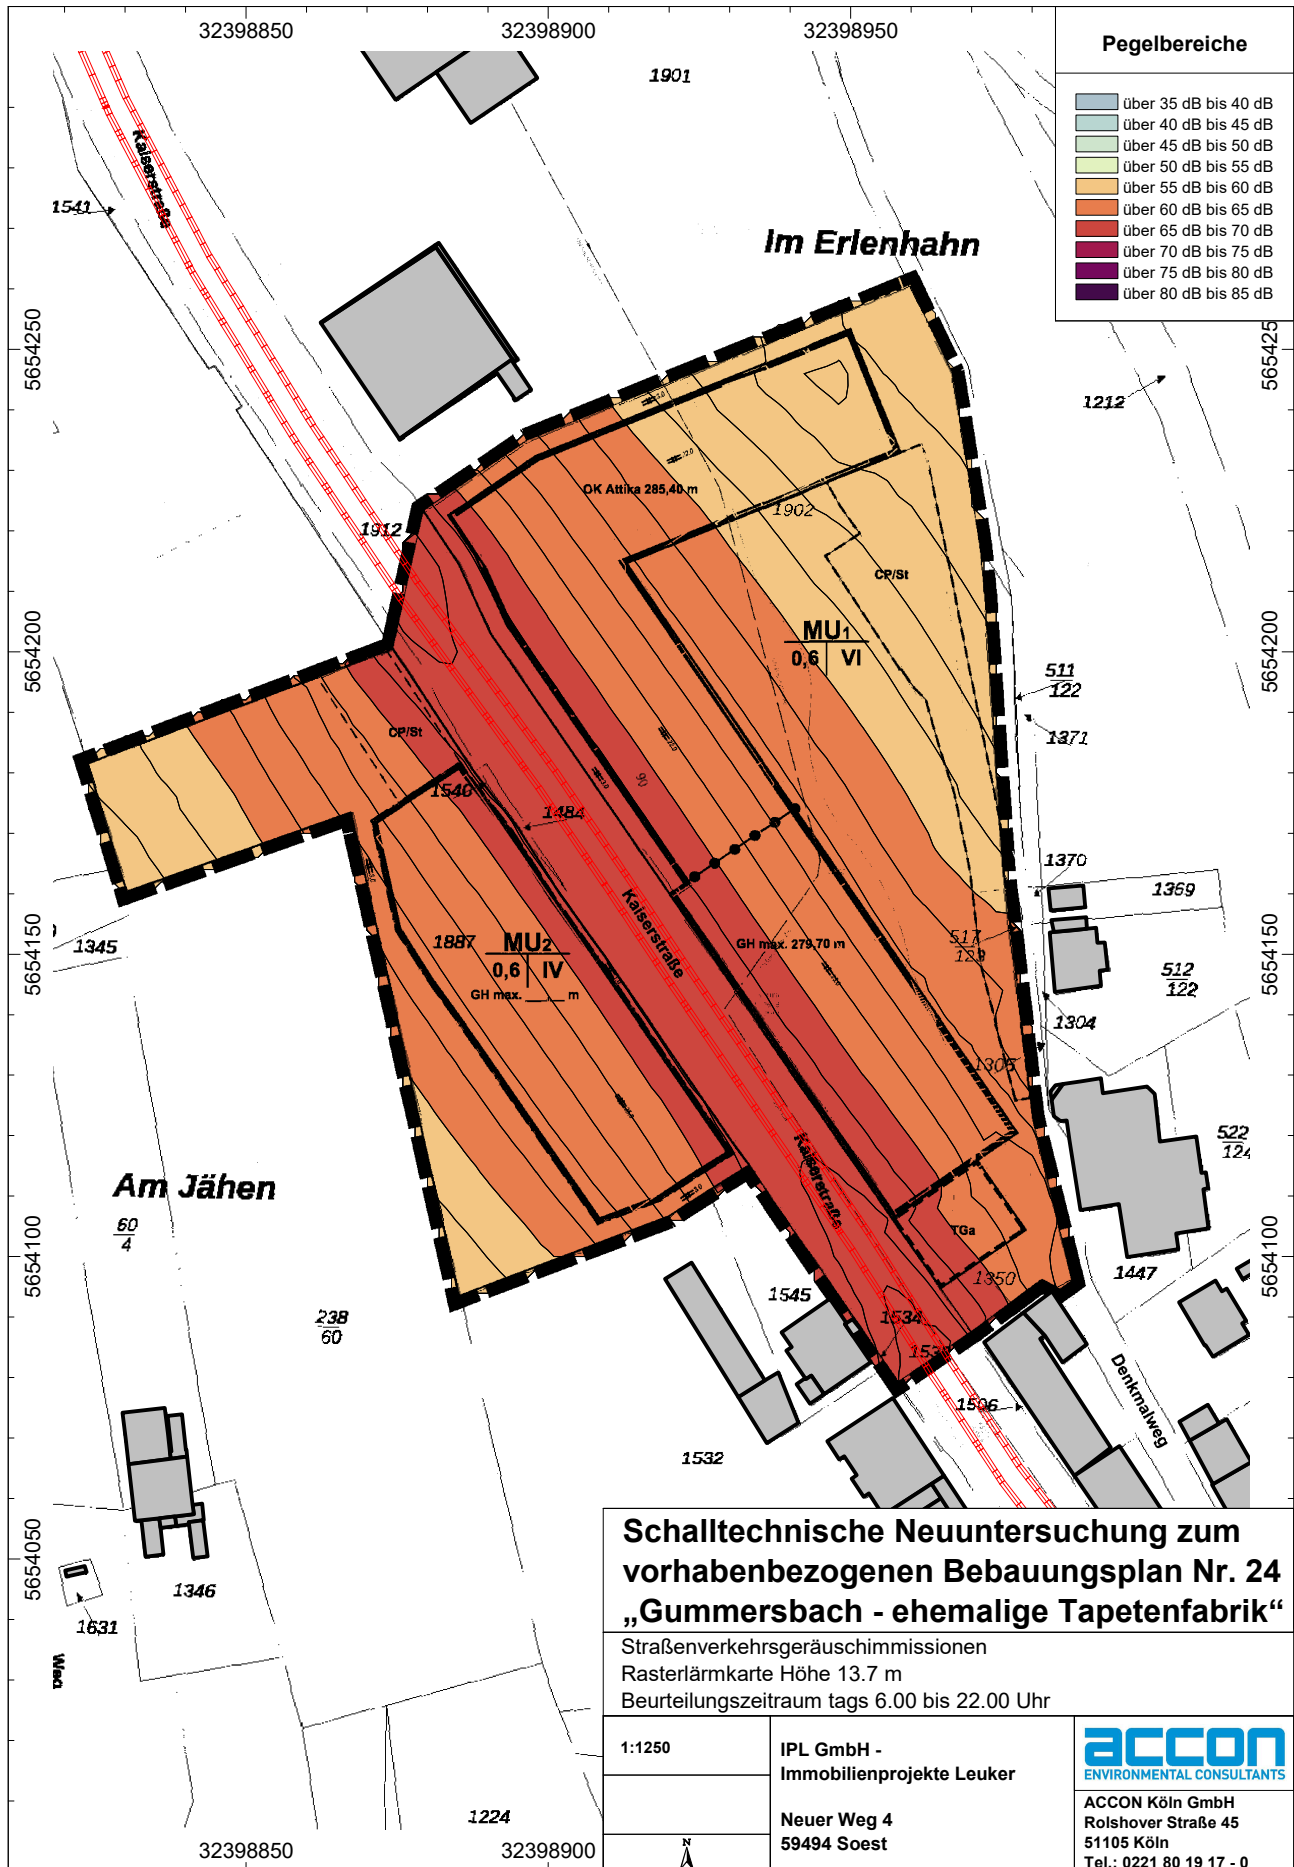 32398850
32398900
32398950
Pegelbereiche
über 35 dB bis 40 dB
über 40 dB bis 45 dB
über 45 dB bis 50 dB
über 50 dB bis 55 dB
über 55 dB bis 60 dB
über 60 dB bis 65 dB
über 65 dB bis 70 dB
über 70 dB bis 75 dB
über 75 dB bis 80 dB
über 80 dB bis 85 dB
1901
Kaiserstraße
1541
Im Erlenhahn
5654250
565425
1212
OK Attika 285,40 m
1902
1912
CP/St
MU1
0,6 VI
5654200
5654200
511
122
1371
CP/St
1540
1484
90
1370
1369
Kaiserstraße
1887
MU2
0,6 IV
GH max. m
GH max. 279,70 m
517
123
1345
5654150
5654150
512
122
1304
1305
Kaiserstraße
522
124
Am Jähen
60
4
TGa
1350
1447
5654100
5654100
238
60
1545
1534
1535
Denkmalweg
1506
1532
5654050
1346
1631
1224
Schalltechnische Neuuntersuchung zum
vorhabenbezogenen Bebauungsplan Nr. 24
„Gummersbach - ehemalige Tapetenfabrik“
Straßenverkehrsgeräuschimmissionen
Rasterlärmkarte Höhe 13.7 m
Beurteilungszeitraum tags 6.00 bis 22.00 Uhr
1:1250
IPL GmbH -
Immobilienprojekte Leuker
Neuer Weg 4
59494 Soest
N
accon
ENVIRONMENTAL CONSULTANTS
ACCON Köln GmbH
Rolshover Straße 45
51105 Köln
Tel.: 0221 80 19 17 - 0
32398850
32398900